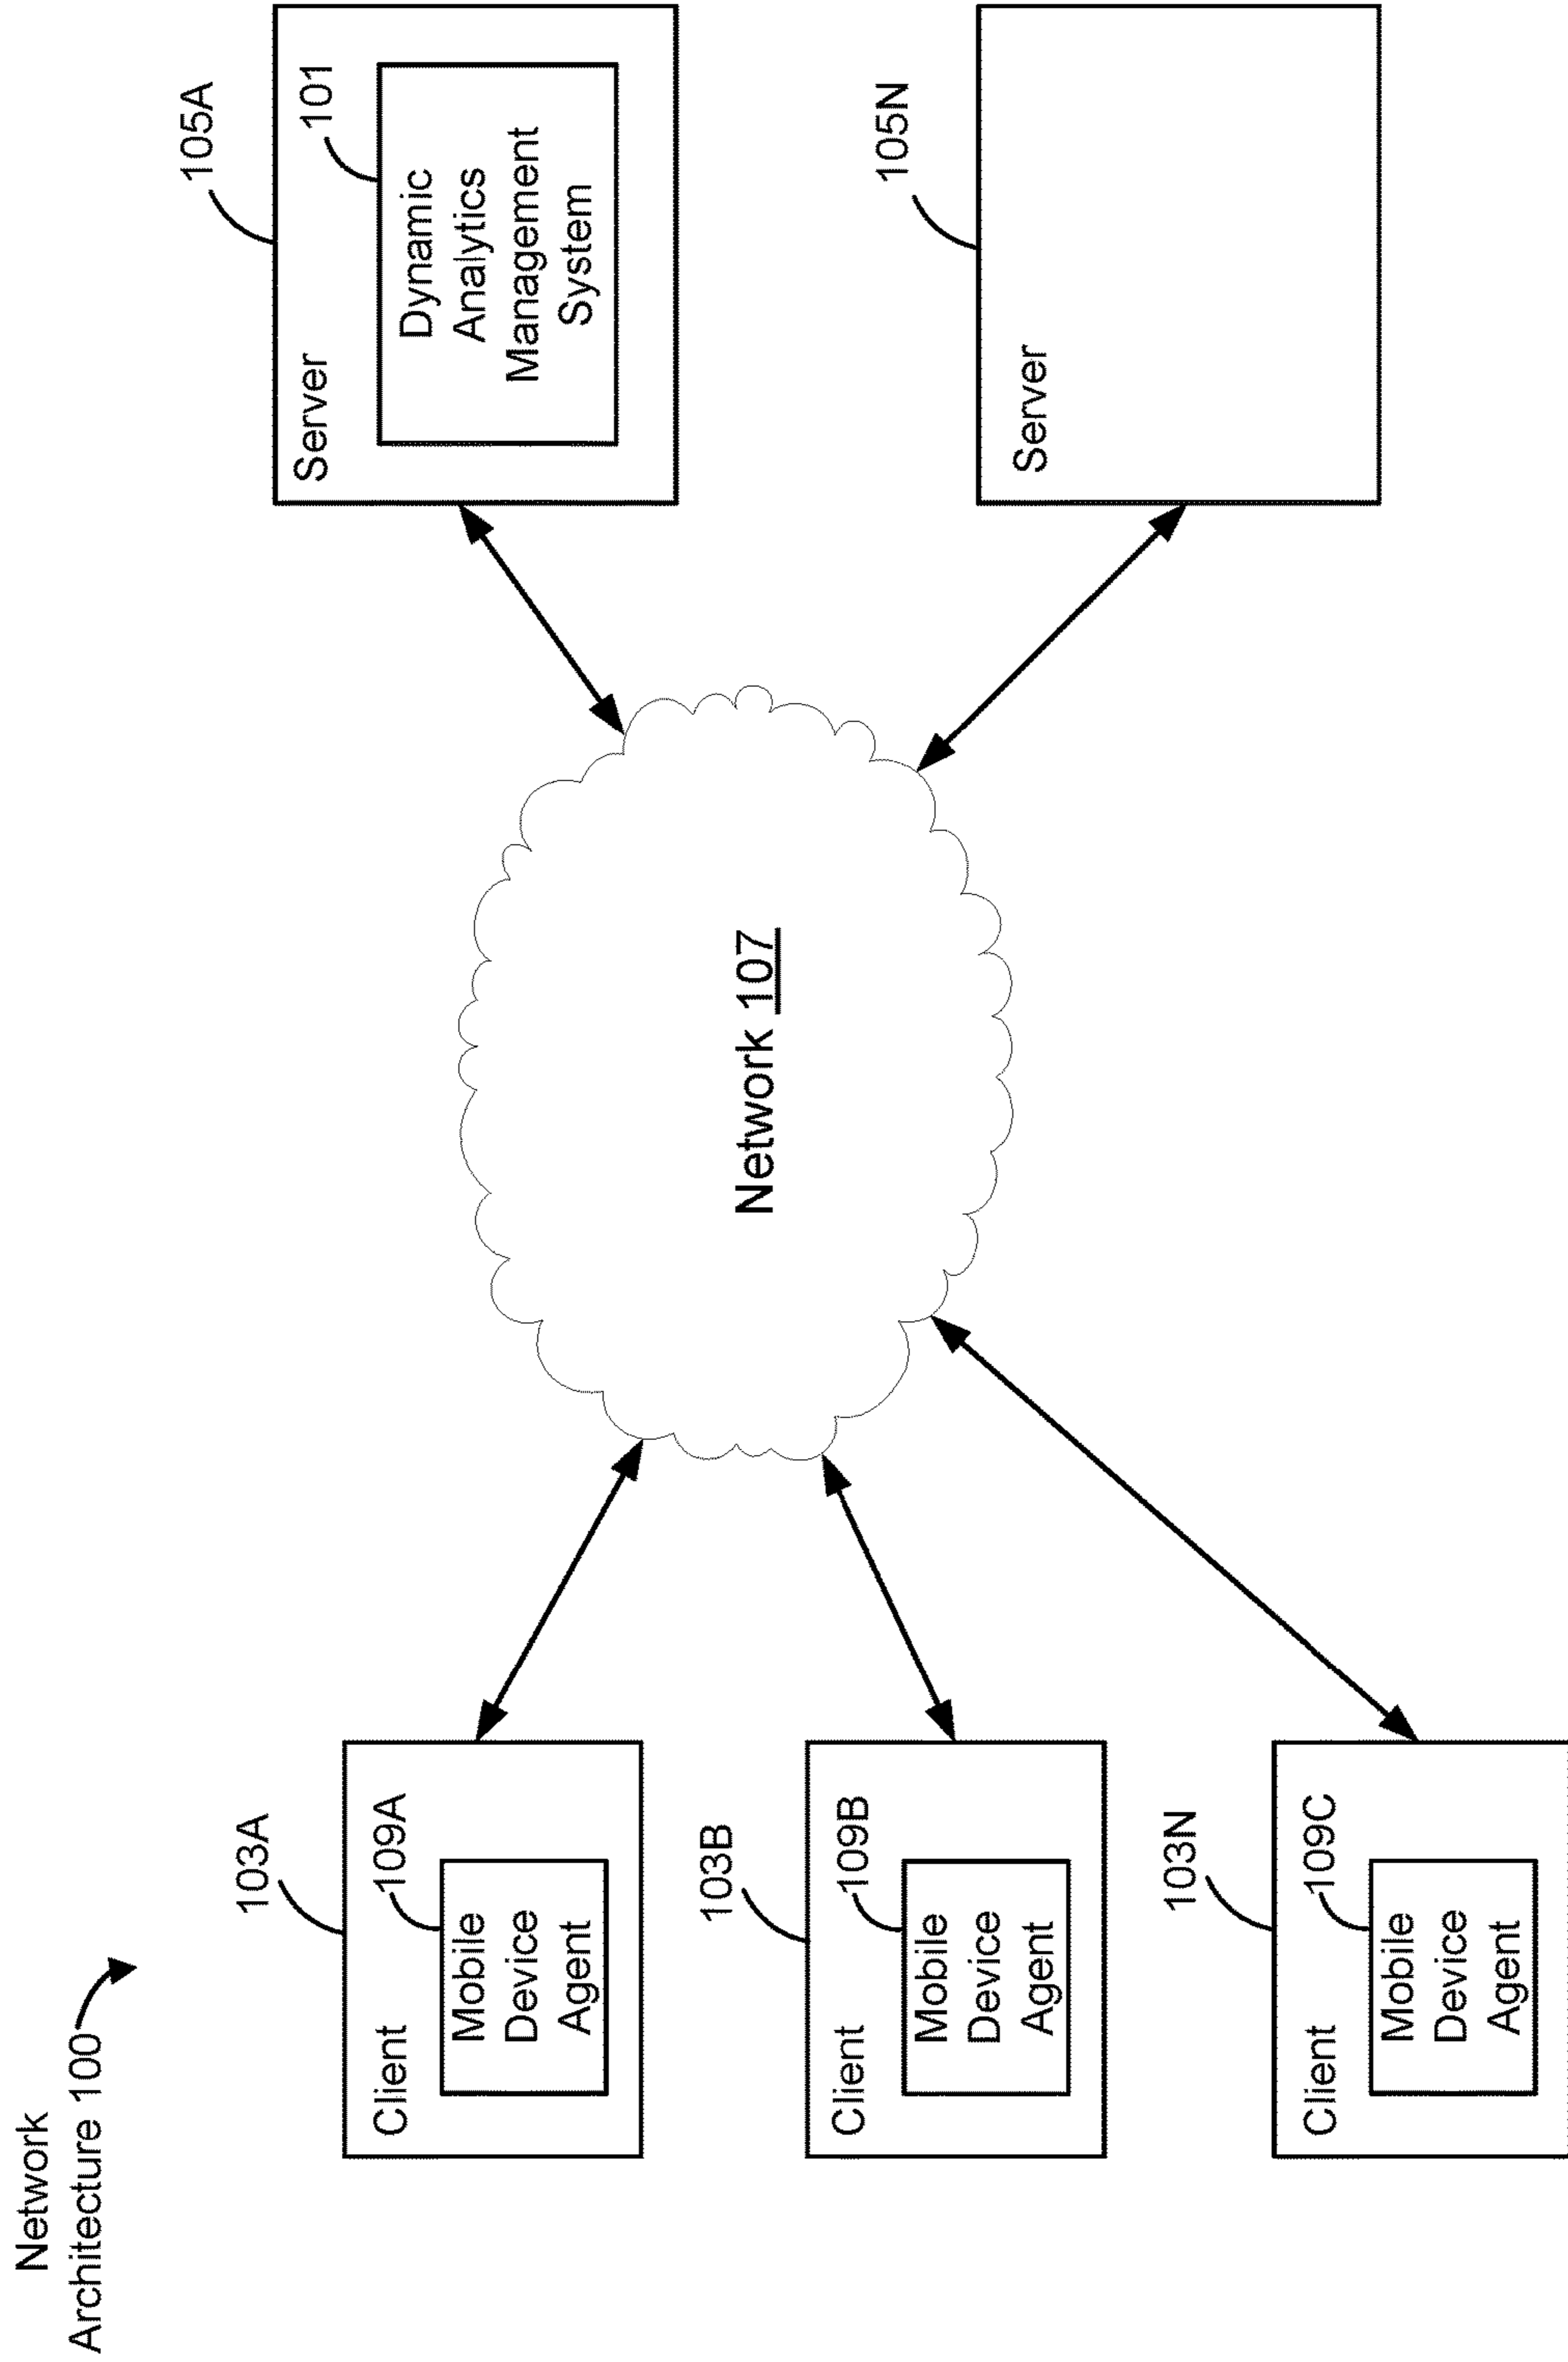 Network
Architecture 100
103A
Client
109A
Mobile
Device
Agent
103B
Client
109B
Mobile
Device
Agent
103N
Client
109C
Mobile
Device
Agent
Network 107
105A
Server
101
Dynamic
Analytics
Management
System
105N
Server